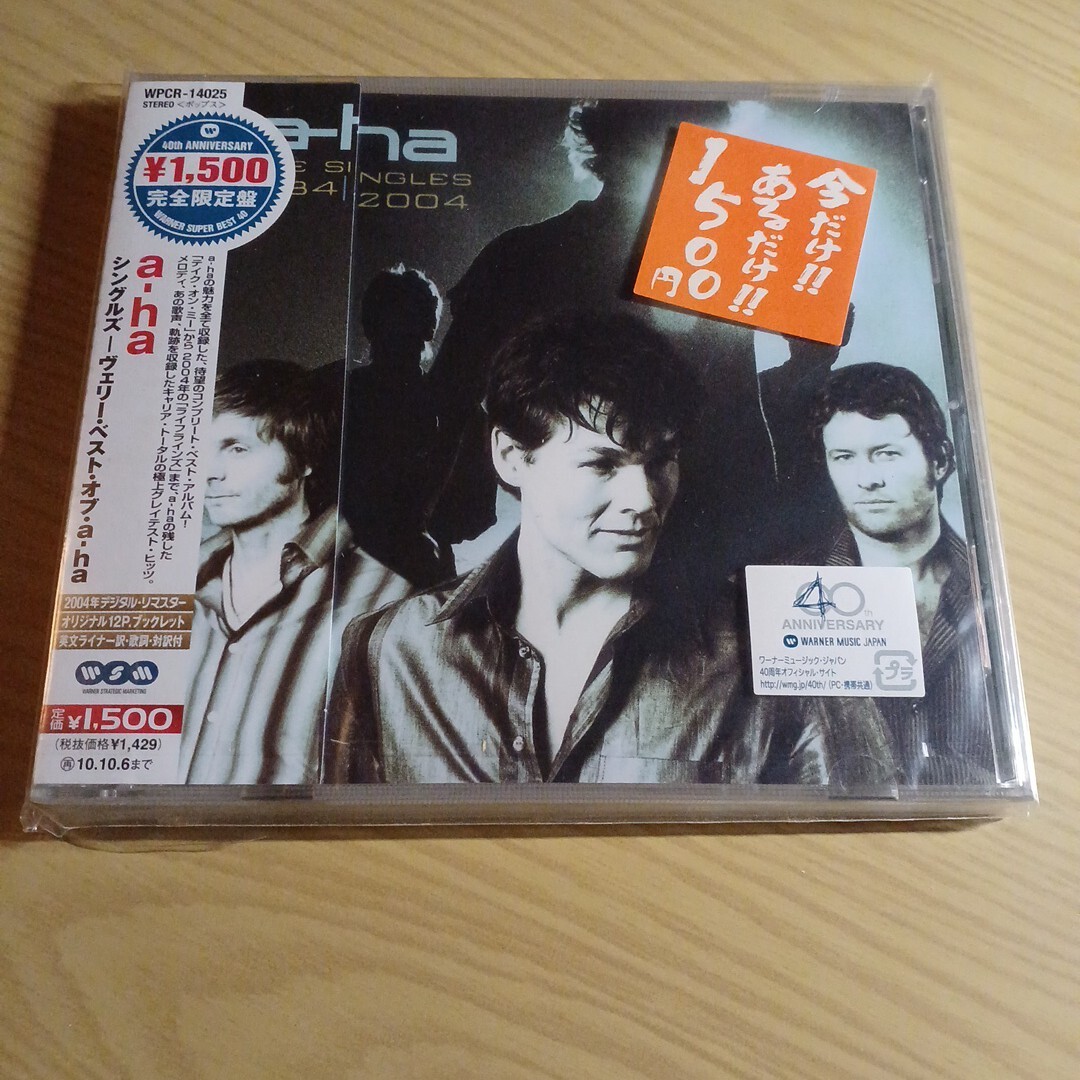 WPCR-14025
STEREO <ポップス>
40th ANNIVERSARY
¥1,500
完全限定盤
WARNER SUPER BEST 40
a-ha
シングルズーヴェリー・ベスト・オブ・a-ha
a-haの魅力を全て収録した、待望のコンプリート・ベスト・アルバム!
「テイク・オン・ミー」から2004年の「ライフラインズ」まで、a-haの残した
メロディ、あの歌声、軌跡を収録したキャリア・トータルの極上グレイテスト・ヒッツ。
2004年デジタル・リマスター
オリジナル12P.ブックレット
英文ライナー訳・歌詞・対訳付
WSM
WARNER STRATEGIC MARKETING
定価 ¥1,500
(税抜価格¥1,429)
再 10.10.6まで
a-ha
E SINGLES
84 2004
今だけ!!
あるだけ!!
1500円
40th
ANNIVERSARY
WARNER MUSIC JAPAN
ワーナーミュージック・ジャパン
40周年オフィシャル・サイト
http://wmg.jp/40th/ (PC・携帯共通)
プラ